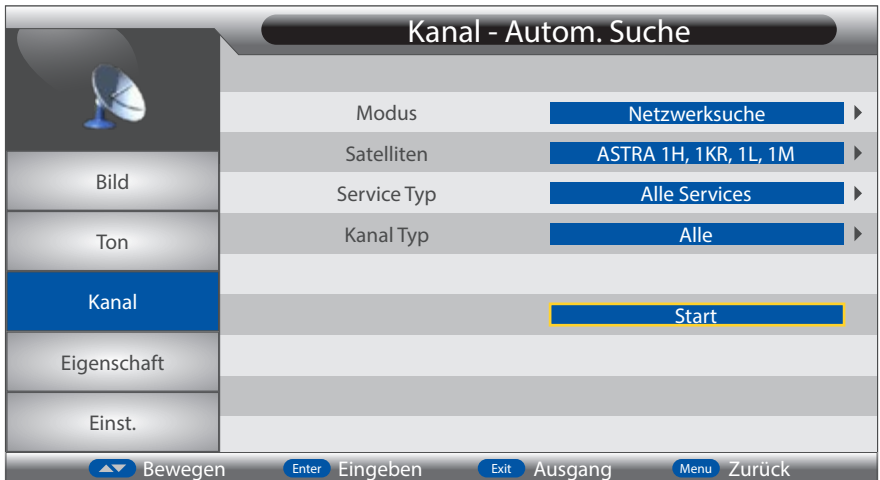 Kanal - Autom. Suche
Modus Netzwerksuche
Satelliten ASTRA 1H, 1KR, 1L, 1M
Bild
Service Typ Alle Services
Ton
Kanal Typ Alle
Kanal
Start
Eigenschaft
Einst.
Bewegen Enter Eingeben Exit Ausgang Menu Zurück